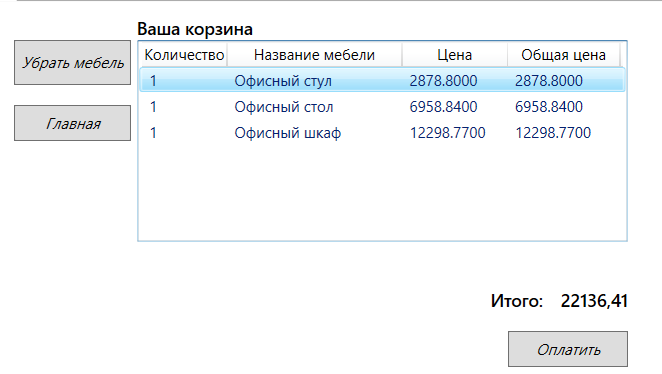 Ваша корзина
Убрать мебель
Главная
Количество Название мебели Цена Общая цена
1 Офисный стул 2878.8000 2878.8000
1 Офисный стол 6958.8400 6958.8400
1 Офисный шкаф 12298.7700 12298.7700
Итого: 22136,41
Оплатить